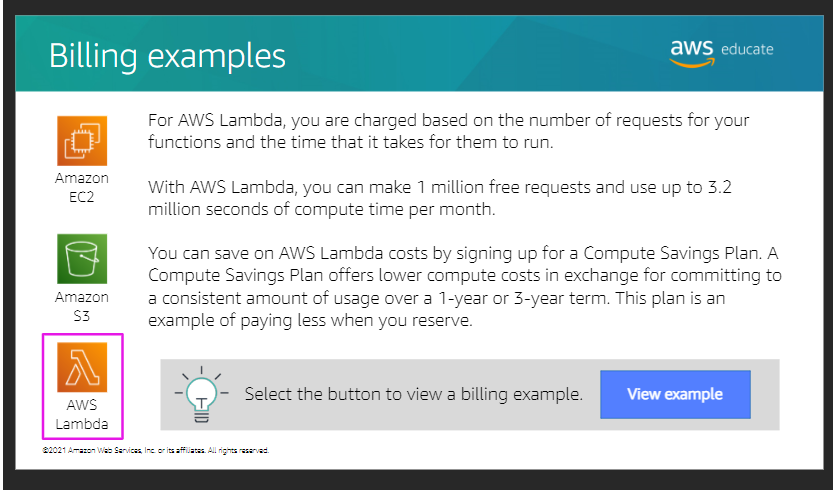 Billing examples
aws educate
For AWS Lambda, you are charged based on the number of requests for your
functions and the time that it takes for them to run.
Amazon
EC2
With AWS Lambda, you can make 1 million free requests and use up to 3.2
million seconds of compute time per month.
You can save on AWS Lambda costs by signing up for a Compute Savings Plan. A
Compute Savings Plan offers lower compute costs in exchange for committing to
a consistent amount of usage over a 1-year or 3-year term. This plan is an
example of paying less when you reserve.
Amazon
S3
AWS
Lambda
Select the button to view a billing example.
View example
©2021 Amazon Web Services, Inc. or its affiliates. All rights reserved.